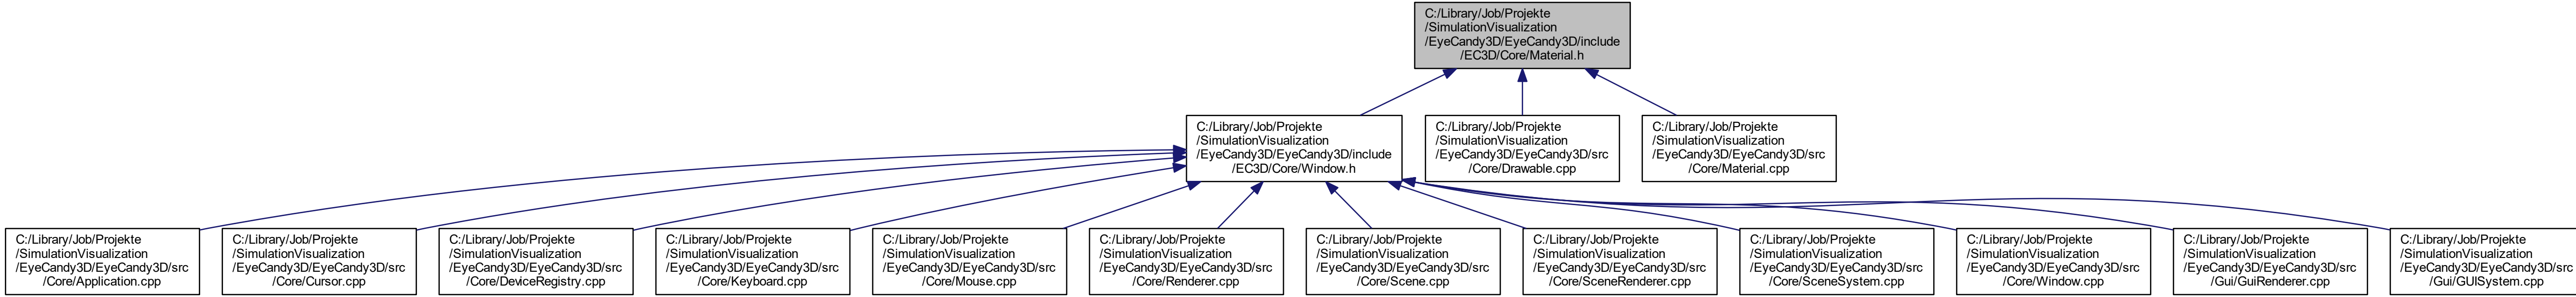 C:/Library/Job/Projekte
/SimulationVisualization
/EyeCandy3D/EyeCandy3D/include
/EC3D/Core/Material.h
C:/Library/Job/Projekte
/SimulationVisualization
/EyeCandy3D/EyeCandy3D/include
/EC3D/Core/Window.h
C:/Library/Job/Projekte
/SimulationVisualization
/EyeCandy3D/EyeCandy3D/src
/Core/Drawable.cpp
C:/Library/Job/Projekte
/SimulationVisualization
/EyeCandy3D/EyeCandy3D/src
/Core/Material.cpp
C:/Library/Job/Projekte
/SimulationVisualization
/EyeCandy3D/EyeCandy3D/src
/Core/Application.cpp
C:/Library/Job/Projekte
/SimulationVisualization
/EyeCandy3D/EyeCandy3D/src
/Core/Cursor.cpp
C:/Library/Job/Projekte
/SimulationVisualization
/EyeCandy3D/EyeCandy3D/src
/Core/DeviceRegistry.cpp
C:/Library/Job/Projekte
/SimulationVisualization
/EyeCandy3D/EyeCandy3D/src
/Core/Keyboard.cpp
C:/Library/Job/Projekte
/SimulationVisualization
/EyeCandy3D/EyeCandy3D/src
/Core/Mouse.cpp
C:/Library/Job/Projekte
/SimulationVisualization
/EyeCandy3D/EyeCandy3D/src
/Core/Renderer.cpp
C:/Library/Job/Projekte
/SimulationVisualization
/EyeCandy3D/EyeCandy3D/src
/Core/Scene.cpp
C:/Library/Job/Projekte
/SimulationVisualization
/EyeCandy3D/EyeCandy3D/src
/Core/SceneRenderer.cpp
C:/Library/Job/Projekte
/SimulationVisualization
/EyeCandy3D/EyeCandy3D/src
/Core/SceneSystem.cpp
C:/Library/Job/Projekte
/SimulationVisualization
/EyeCandy3D/EyeCandy3D/src
/Core/Window.cpp
C:/Library/Job/Projekte
/SimulationVisualization
/EyeCandy3D/EyeCandy3D/src
/Gui/GuiRenderer.cpp
C:/Library/Job/Projekte
/SimulationVisualization
/EyeCandy3D/EyeCandy3D/src
/Gui/GUISystem.cpp